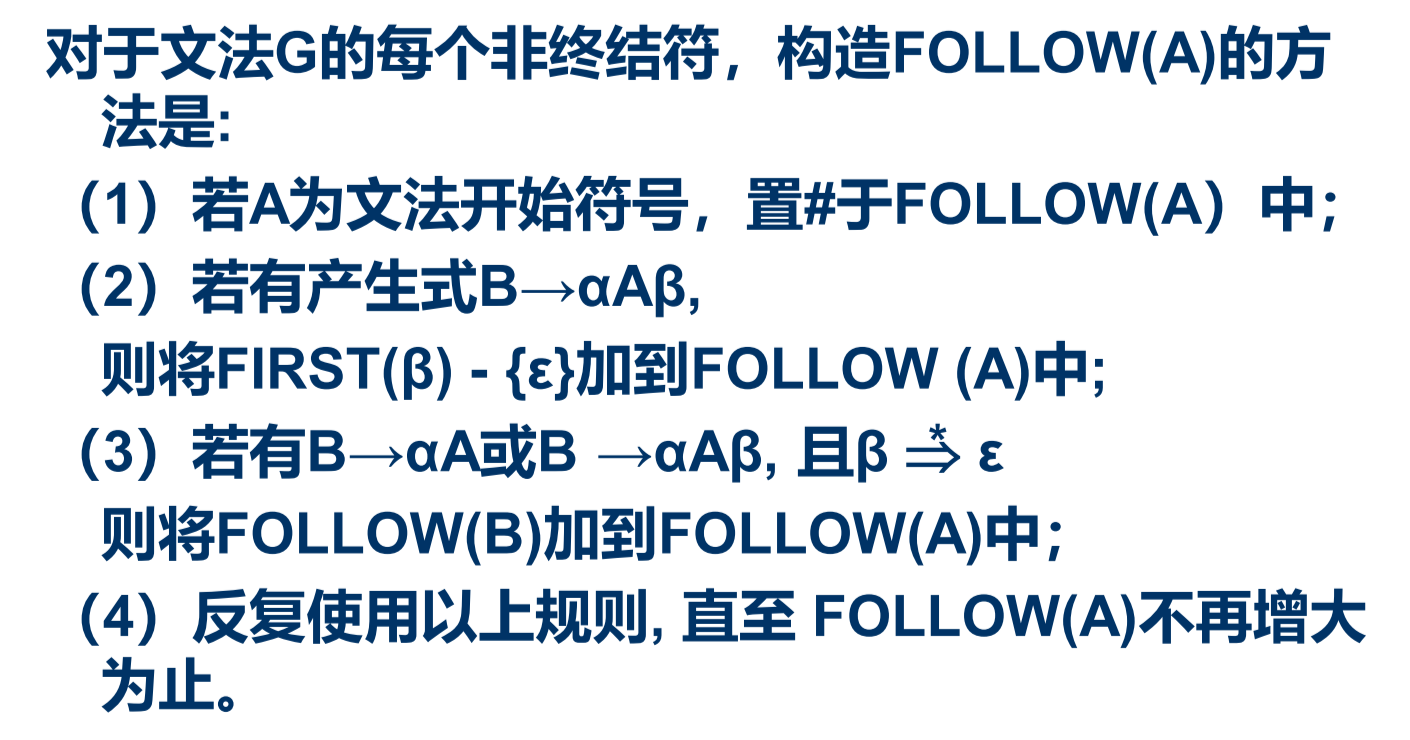 对于文法G的每个非终结符，构造FOLLOW(A)的方
法是:
（1）若A为文法开始符号，置#于FOLLOW(A）中；
（2）若有产生式B→αAβ,
则将FIRST(β) - {ε}加到FOLLOW (A)中;
（3）若有B→αA或B →αAβ, 且β ⇒* ε
则将FOLLOW(B)加到FOLLOW(A)中；
（4）反复使用以上规则, 直至 FOLLOW(A)不再增大
为止。